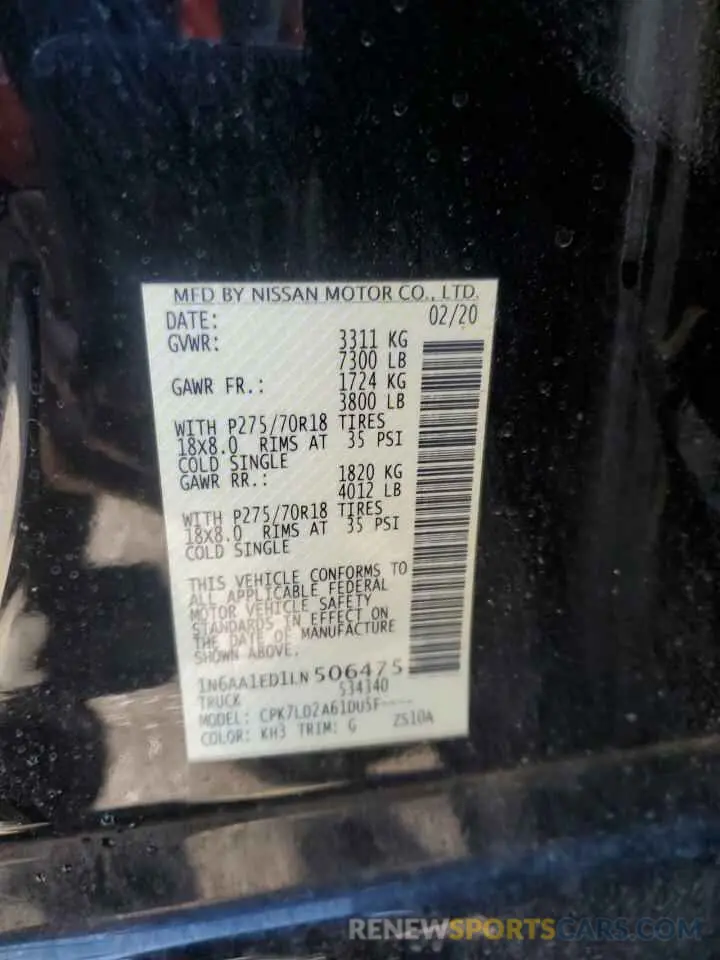 MFD BY NISSAN MOTOR CO., LTD.
DATE: 02/20
GVWR: 3311 KG
7300 LB
GAWR FR.: 1724 KG
3800 LB
WITH P275/70R18 TIRES
18X8.0 RIMS AT 35 PSI
COLD SINGLE
GAWR RR.: 1820 KG
4012 LB
WITH P275/70R18 TIRES
18X8.0 RIMS AT 35 PSI
COLD SINGLE
THIS VEHICLE CONFORMS TO
ALL APPLICABLE FEDERAL
MOTOR VEHICLE SAFETY
STANDARDS IN EFFECT ON
THE DATE OF MANUFACTURE
SHOWN ABOVE.
1N6AA1ED1LN 506475
TRUCK 534140
MODEL: CPK7LD2A61DU5F----
COLOR: KH3 TRIM: G ZS10A
RENEWSPORTSCARS.COM